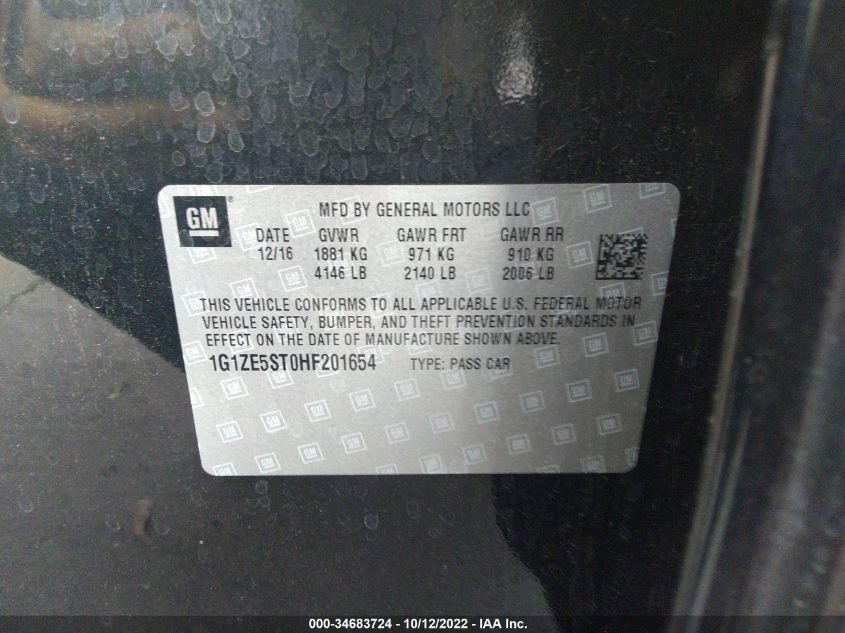 GM
MFD BY GENERAL MOTORS LLC
DATE GVWR GAWR FRT GAWR RR
12/16 1881 KG 971 KG 910 KG
4146 LB 2140 LB 2006 LB
THIS VEHICLE CONFORMS TO ALL APPLICABLE U.S. FEDERAL MOTOR
VEHICLE SAFETY, BUMPER, AND THEFT PREVENTION STANDARDS IN
EFFECT ON THE DATE OF MANUFACTURE SHOWN ABOVE.
1G1ZE5ST0HF201654 TYPE: PASS CAR
000-34683724 - 10/12/2022 - IAA Inc.